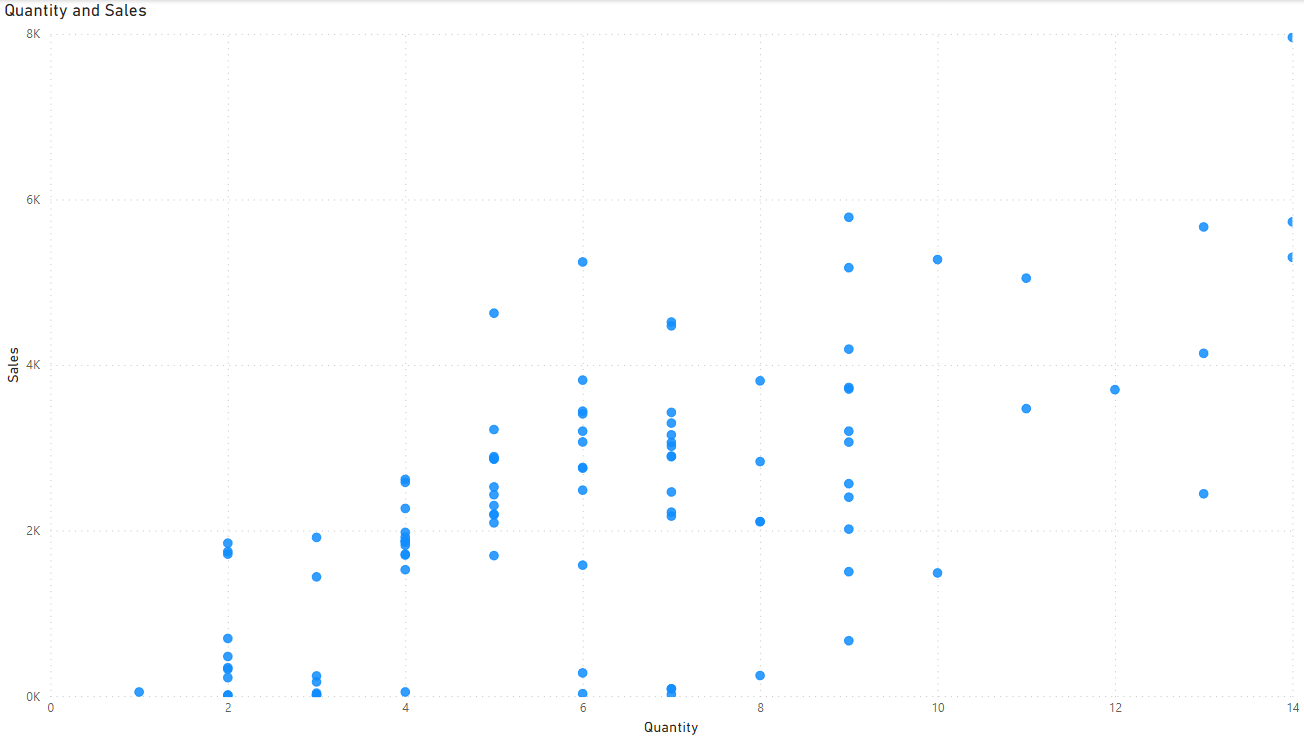 Quantity and Sales
8K
6K
4K
2K
0K
Sales
0 2 4 6 8 10 12 14
Quantity